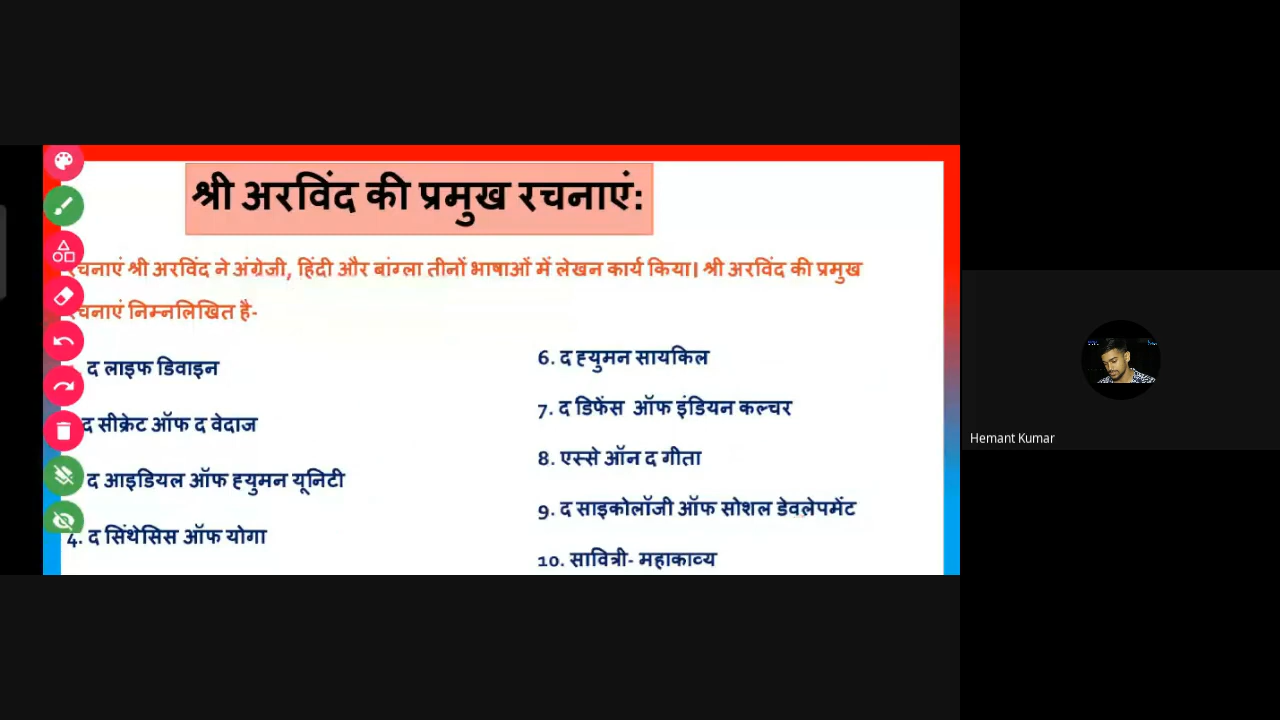 श्री अरविंद की प्रमुख रचनाएं:
चनाएं श्री अरविंद ने अंग्रेजी, हिंदी और बांग्ला तीनों भाषाओं में लेखन कार्य किया। श्री अरविंद की प्रमुख
चनाएं निम्नलिखित है-
द लाइफ डिवाइन
द सीक्रेट ऑफ द वेदाज
द आइडियल ऑफ ह्युमन यूनिटी
4. द सिंथेसिस ऑफ योगा
6. द ह्युमन सायकिल
7. द डिफेंस ऑफ इंडियन कल्चर
8. एस्से ऑन द गीता
9. द साइकोलॉजी ऑफ सोशल डेवलेपमेंट
10. सावित्री- महाकाव्य
Hemant Kumar